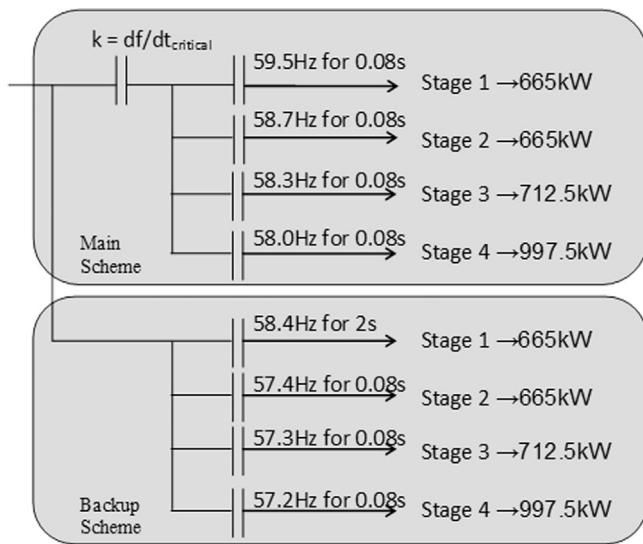 k = df/dtcritical
59.5Hz for 0.08s
Stage 1 →665kW
58.7Hz for 0.08s
Stage 2 →665kW
58.3Hz for 0.08s
Stage 3 →712.5kW
58.0Hz for 0.08s
Stage 4 →997.5kW
Main
Scheme
58.4Hz for 2s
Stage 1 →665kW
57.4Hz for 0.08s
Stage 2 →665kW
57.3Hz for 0.08s
Stage 3 →712.5kW
57.2Hz for 0.08s
Stage 4 →997.5kW
Backup
Scheme